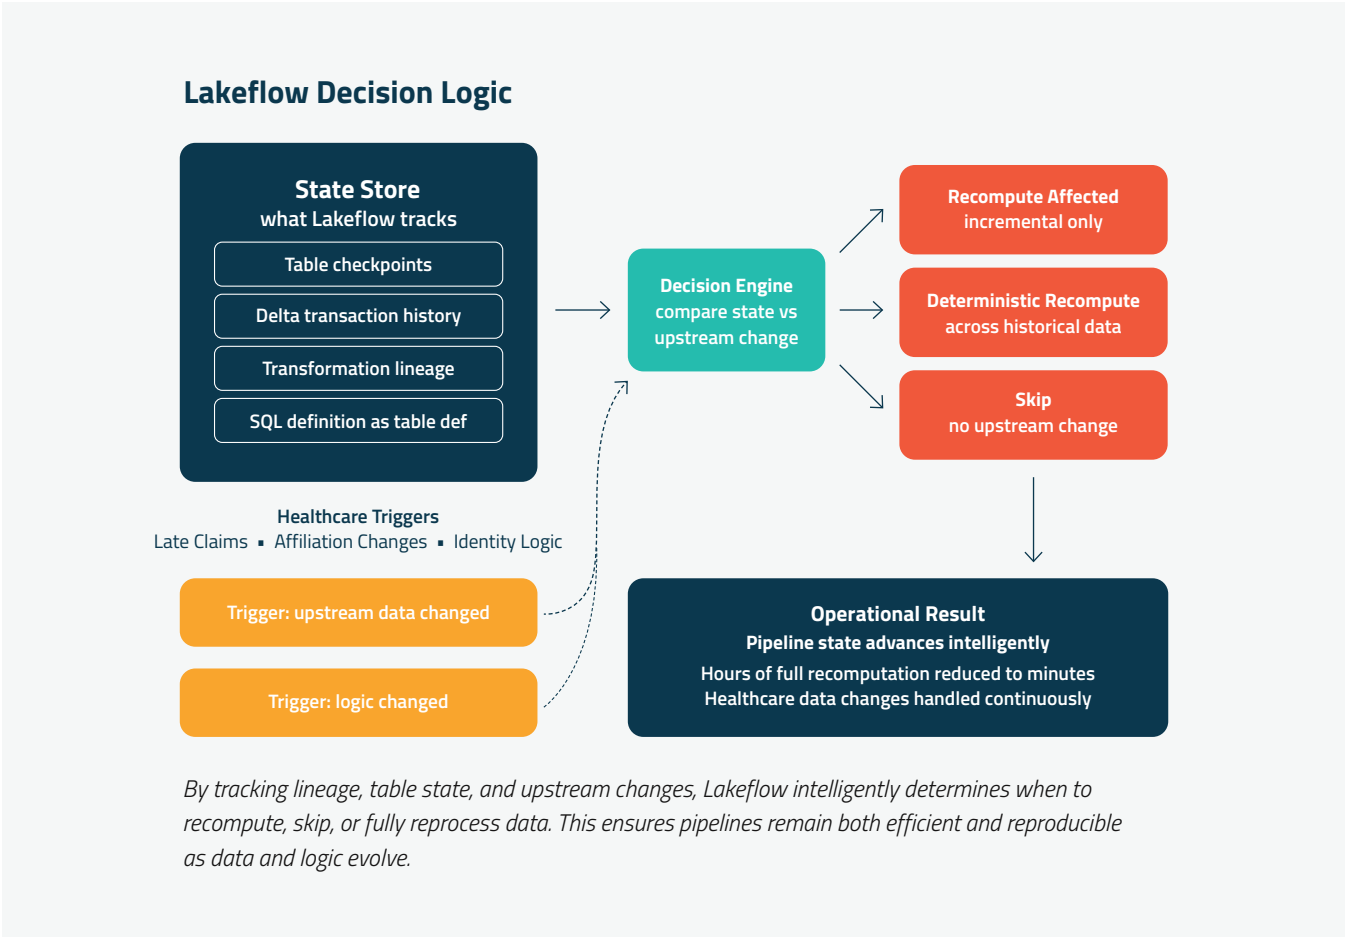 Lakeflow Decision Logic
State Store
what Lakeflow tracks
Table checkpoints
Delta transaction history
Transformation lineage
SQL definition as table def
Healthcare Triggers
Late Claims ▪ Affiliation Changes ▪ Identity Logic
Trigger: upstream data changed
Trigger: logic changed
Decision Engine
compare state vs
upstream change
Recompute Affected
incremental only
Deterministic Recompute
across historical data
Skip
no upstream change
Operational Result
Pipeline state advances intelligently
Hours of full recomputation reduced to minutes
Healthcare data changes handled continuously
By tracking lineage, table state, and upstream changes, Lakeflow intelligently determines when to
recompute, skip, or fully reprocess data. This ensures pipelines remain both efficient and reproducible
as data and logic evolve.